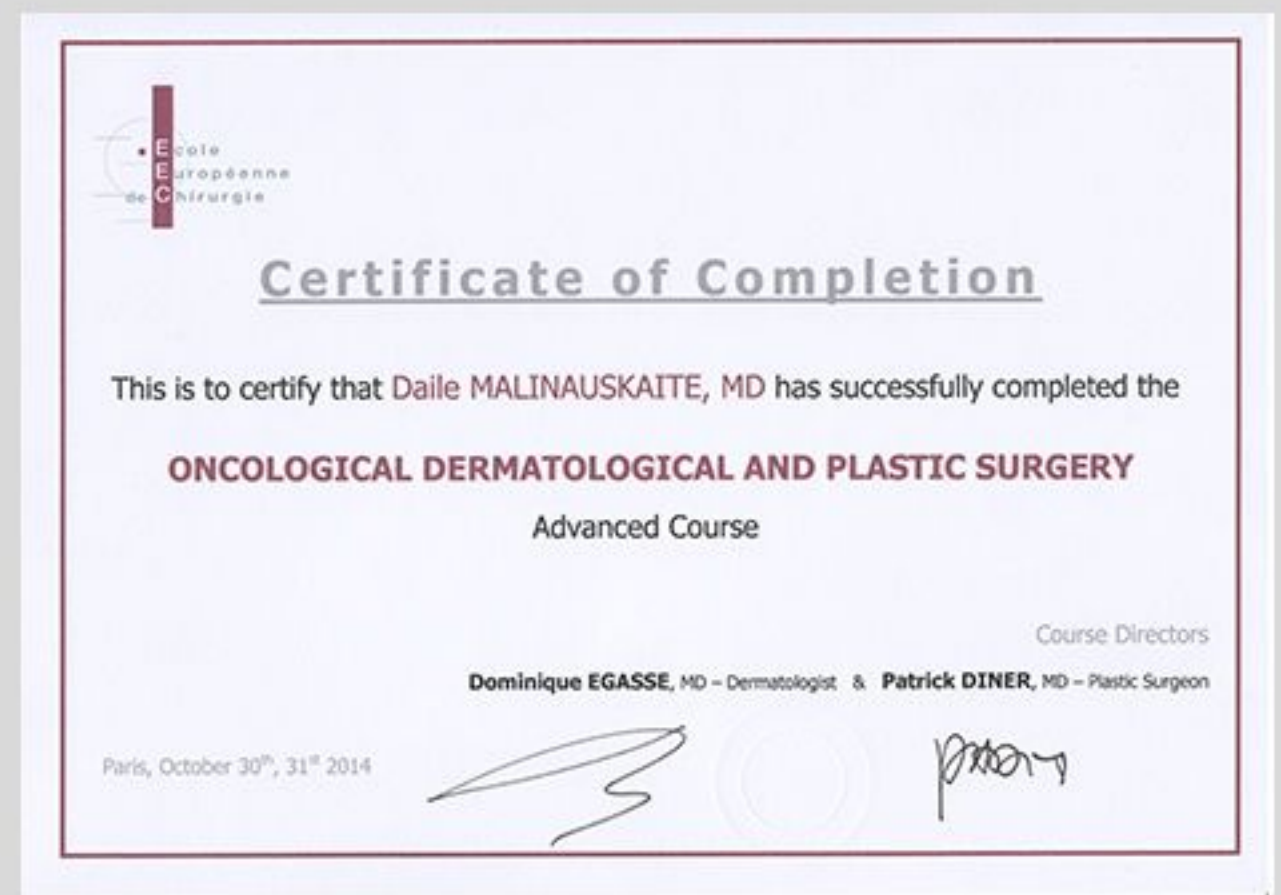 Ecole
Européenne
de Chirurgie
Certificate of Completion
This is to certify that Daile MALINAUSKAITE, MD has successfully completed the
ONCOLOGICAL DERMATOLOGICAL AND PLASTIC SURGERY
Advanced Course
Course Directors
Dominique EGASSE, MD – Dermatologist & Patrick DINER, MD – Plastic Surgeon
Paris, October 30th, 31st 2014